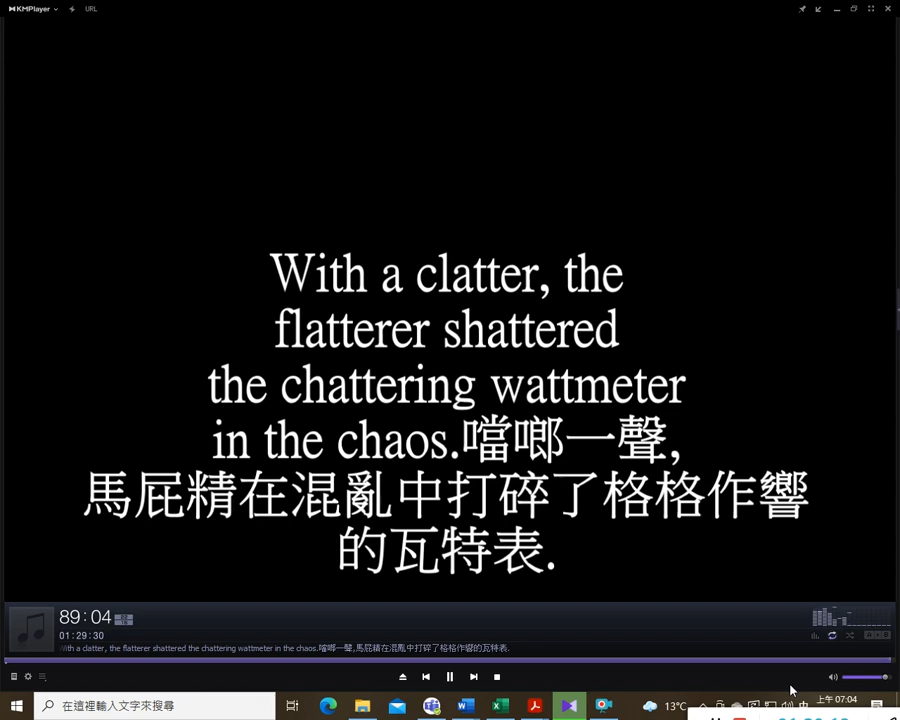 KMPlayer
URL
With a clatter, the
flatterer shattered
the chattering wattmeter
in the chaos.噹啷一聲,
馬屁精在混亂中打碎了格格作響
的瓦特表.
89:04
01:29:30
ith a clatter, the flatterer shattered the chattering wattmeter in the chaos.噹啷一聲,馬屁精在混亂中打碎了格格作響的瓦特表.
在這裡輸入文字來搜尋
13°C
中
上午 07:04